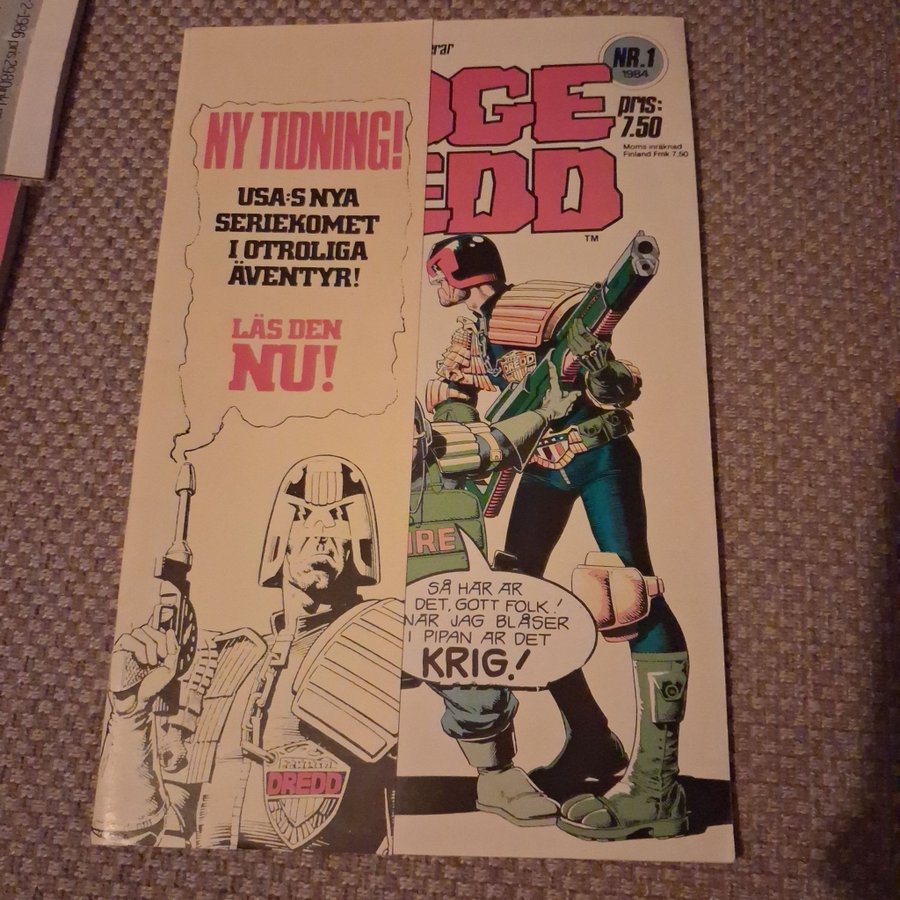 NY TIDNING!
USA:S NYA
SERIEKOMET
I OTROLIGA
ÄVENTYR!
LÄS DEN
NU!
DREDD
erar
DGE
EDD
TM
NR.1
1984
pris:
7.50
Moms inräknad
Finland Fmk 7,50
DREDD
IRE
SÅ HÄR ÄR
DET, GOTT FOLK!
NÄR JAG BLÅSER
I PIPAN ÄR DET
KRIG!